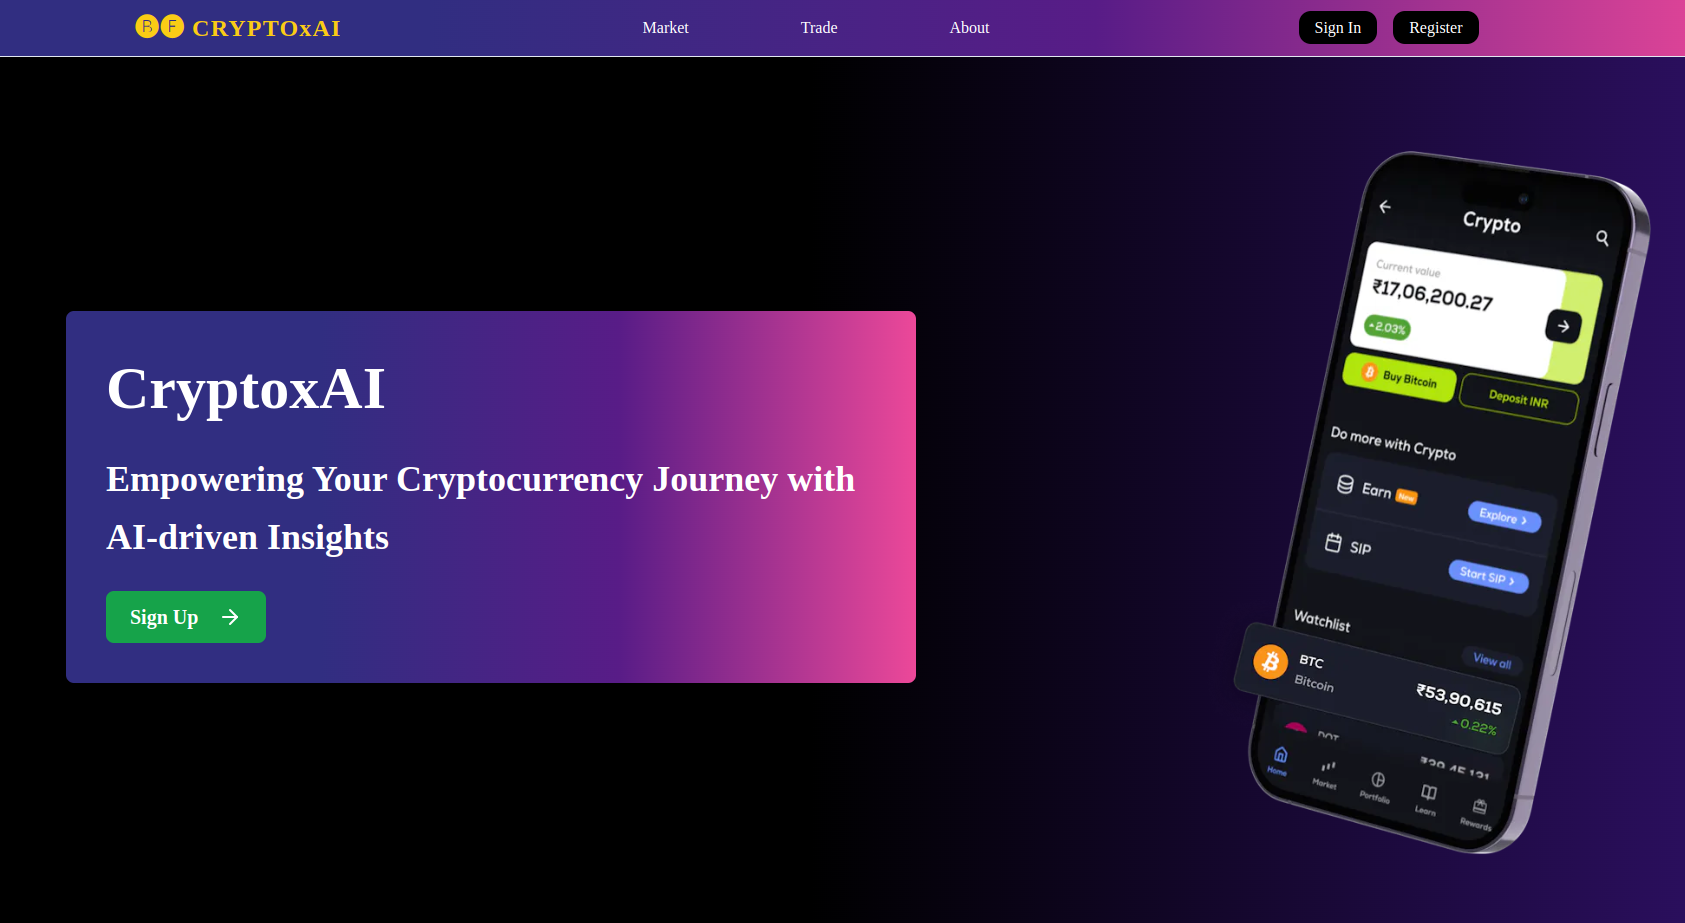 🅑🅕 CRYPTOxAI
Market
Trade
About
Sign In
Register
CryptoxAI
Empowering Your Cryptocurrency Journey with
AI-driven Insights
Sign Up
Crypto
Current value
₹17,06,200.27
2.03%
Buy Bitcoin
Deposit INR
Do more with Crypto
Earn New
Explore
SIP
Start SIP
Watchlist
View all
BTC
₹53,90,615
Bitcoin
0.22%
DOT
Home
Market
Portfolio
Learn
Rewards